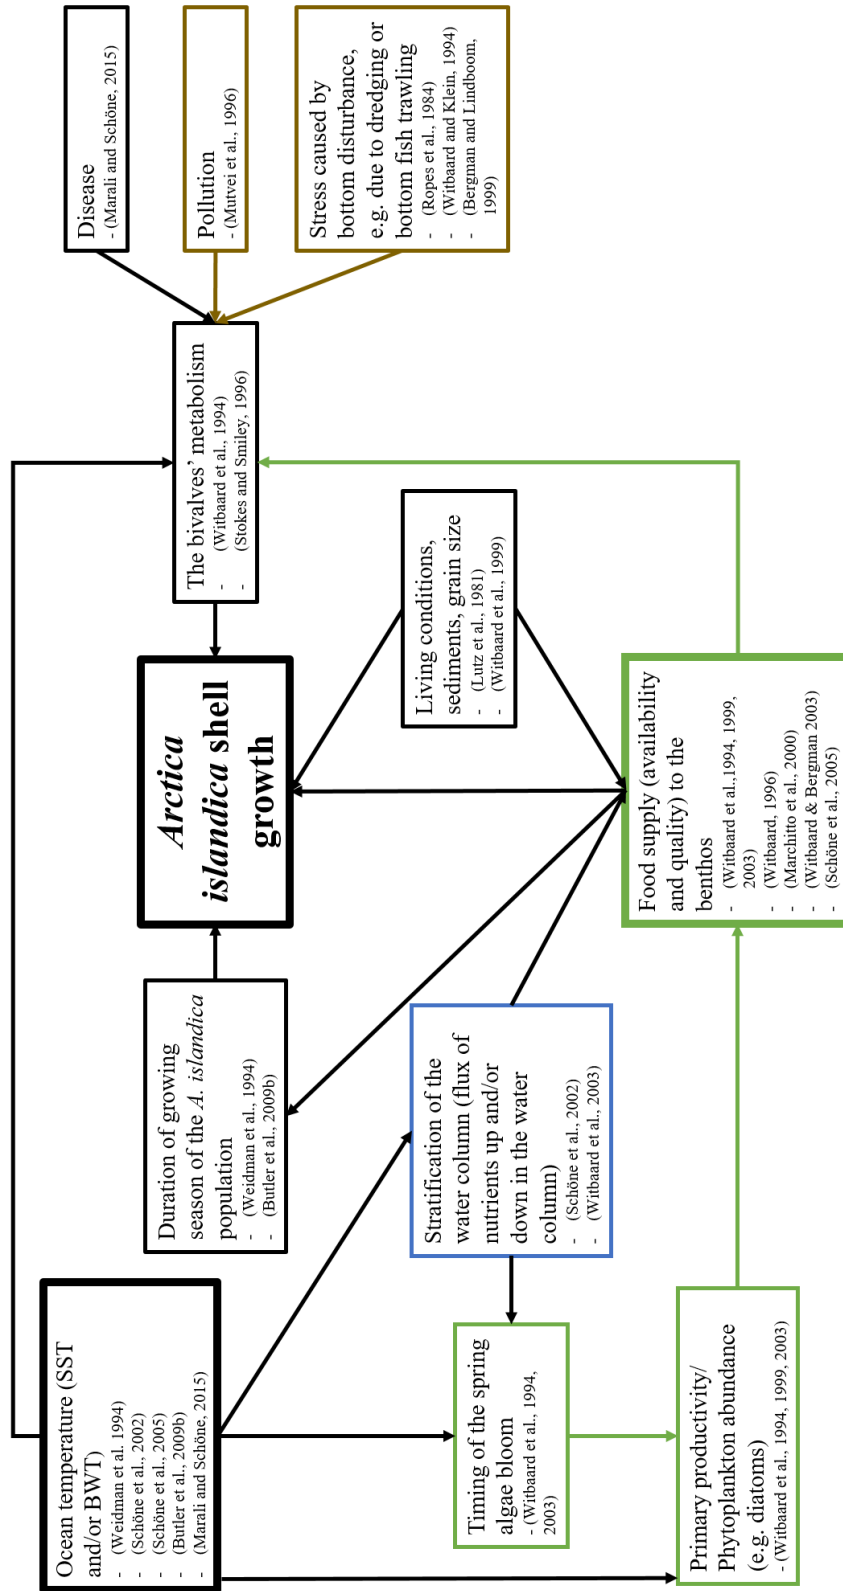 Ocean temperature (SST
and/or BWT)
- (Weidman et al. 1994)
- (Schöne et al., 2002)
- (Schöne et al., 2005)
- (Butler et al., 2009b)
- (Marali and Schöne, 2015)
Duration of growing
season of the A. islandica
population
- (Weidman et al., 1994)
- (Butler et al., 2009b)
Arctica
islandica shell
growth
The bivalves’ metabolism
- (Witbaard et al., 1994)
- (Stokes and Smiley, 1996)
Disease
- (Marali and Schöne, 2015)
Pollution
- (Mutvei et al., 1996)
Stress caused by
bottom disturbance,
e.g. due to dredging or
bottom fish trawling
- (Ropes et al., 1984)
- (Witbaard and Klein, 1994)
- (Bergman and Lindboom,
1999)
Timing of the spring
algae bloom
- (Witbaard et al., 1994,
2003)
Stratification of the
water column (flux of
nutrients up and/or
down in the water
column)
- (Schöne et al., 2002)
- (Witbaard et al., 2003)
Living conditions,
sediments, grain size
- (Lutz et al., 1981)
- (Witbaard et al., 1999)
Primary productivity/
Phytoplankton abundance
(e.g. diatoms)
- (Witbaard et al., 1994, 1999, 2003)
Food supply (availability
and quality) to the
benthos
- (Witbaard et al.,1994, 1999,
2003)
- (Witbaard, 1996)
- (Marchitto et al., 2000)
- (Witbaard & Bergman 2003)
- (Schöne et al., 2005)